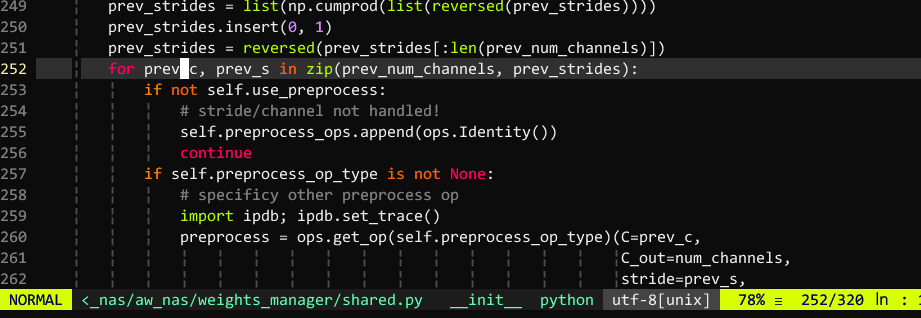 249 prev_strides = list(np.cumprod(list(reversed(prev_strides))))
250 prev_strides.insert(0, 1)
251 prev_strides = reversed(prev_strides[:len(prev_num_channels)])
252 for prev_c, prev_s in zip(prev_num_channels, prev_strides):
253 if not self.use_preprocess:
254 # stride/channel not handled!
255 self.preprocess_ops.append(ops.Identity())
256 continue
257 if self.preprocess_op_type is not None:
258 # specificy other preprocess op
259 import ipdb; ipdb.set_trace()
260 preprocess = ops.get_op(self.preprocess_op_type)(C=prev_c,
261 C_out=num_channels,
262 stride=prev_s,
NORMAL <_nas/aw_nas/weights_manager/shared.py __init__ python utf-8[unix] 78% ≡ 252/320 ln :